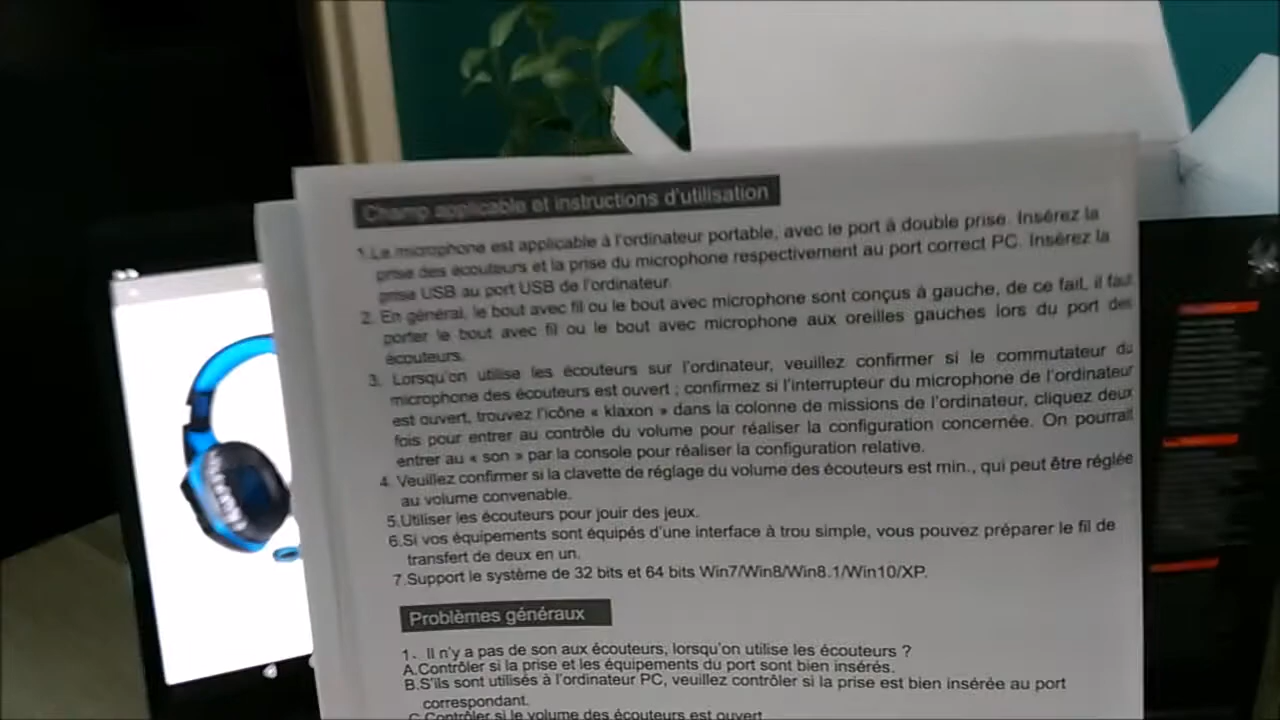 Champ applicable et instructions d'utilisation
1.Le microphone est applicable à l'ordinateur portable, avec le port à double prise. Insérez la
prise des écouteurs et la prise du microphone respectivement au port correct PC. Insérez la
prise USB au port USB de l'ordinateur.
2. En général, le bout avec fil ou le bout avec microphone sont conçus à gauche, de ce fait, il faut
porter le bout avec fil ou le bout avec microphone aux oreilles gauches lors du port des
écouteurs.
3. Lorsqu'on utilise les écouteurs sur l'ordinateur, veuillez confirmer si le commutateur du
microphone des écouteurs est ouvert ; confirmez si l'interrupteur du microphone de l'ordinateur
est ouvert, trouvez l'icône « klaxon » dans la colonne de missions de l'ordinateur, cliquez deux
fois pour entrer au contrôle du volume pour réaliser la configuration concernée. On pourrait
entrer au « son » par la console pour réaliser la configuration relative.
4. Veuillez confirmer si la clavette de réglage du volume des écouteurs est min., qui peut être réglée
au volume convenable.
5.Utiliser les écouteurs pour jouir des jeux.
6.Si vos équipements sont équipés d'une interface à trou simple, vous pouvez préparer le fil de
transfert de deux en un.
7.Support le système de 32 bits et 64 bits Win7/Win8/Win8.1/Win10/XP.
Problèmes généraux
1、Il n'y a pas de son aux écouteurs, lorsqu'on utilise les écouteurs ?
A.Contrôler si la prise et les équipements du port sont bien insérés.
B.S'ils sont utilisés à l'ordinateur PC, veuillez contrôler si la prise est bien insérée au port
correspondant.
C.Contrôler si le volume des écouteurs est ouvert